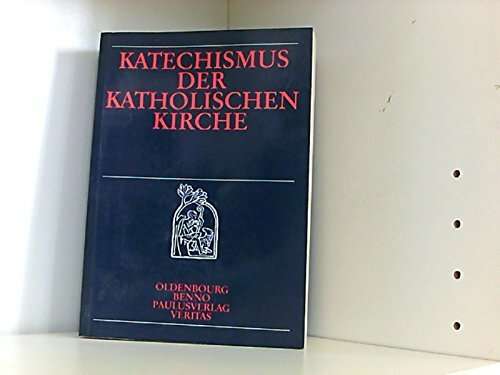 KATECHISMUS
DER
KATHOLISCHEN
KIRCHE
OLDENBOURG
BENNO
PAULUSVERLAG
VERITAS